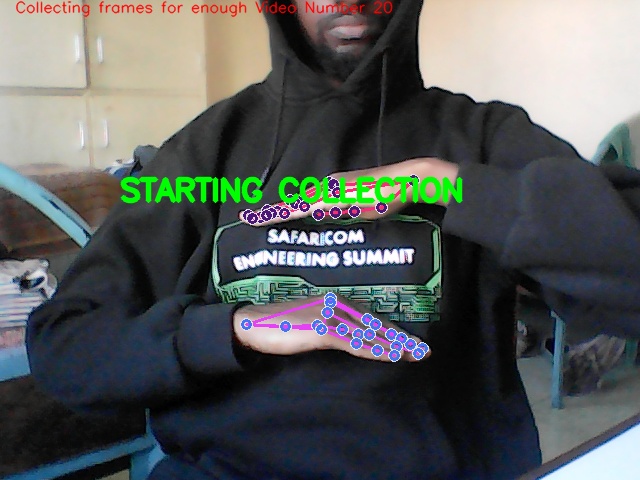 Collecting frames for enough Video Number 20
STARTING COLLECTION
SAFARICOM
ENGINEERING SUMMIT